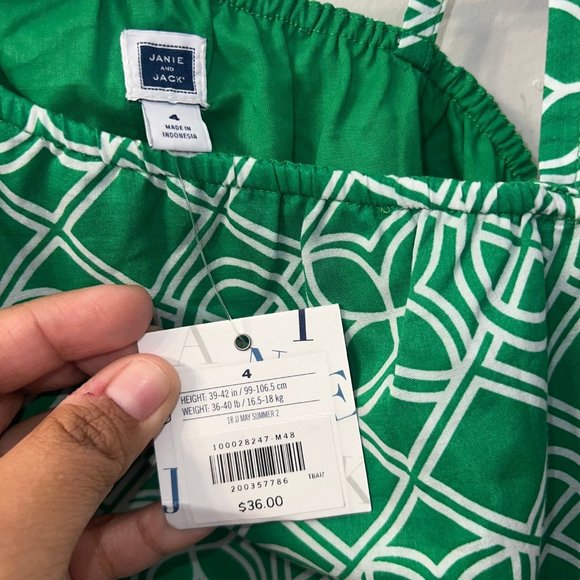 JANIE
AND
JACK
4
MADE IN
INDONESIA
4
HEIGHT: 39-42 in / 99-106.5 cm
WEIGHT: 36-40 lb / 16.5-18 kg
18 JJ MAY SUMMER 2
100028247-M48
200357786
TBAI7
$36.00